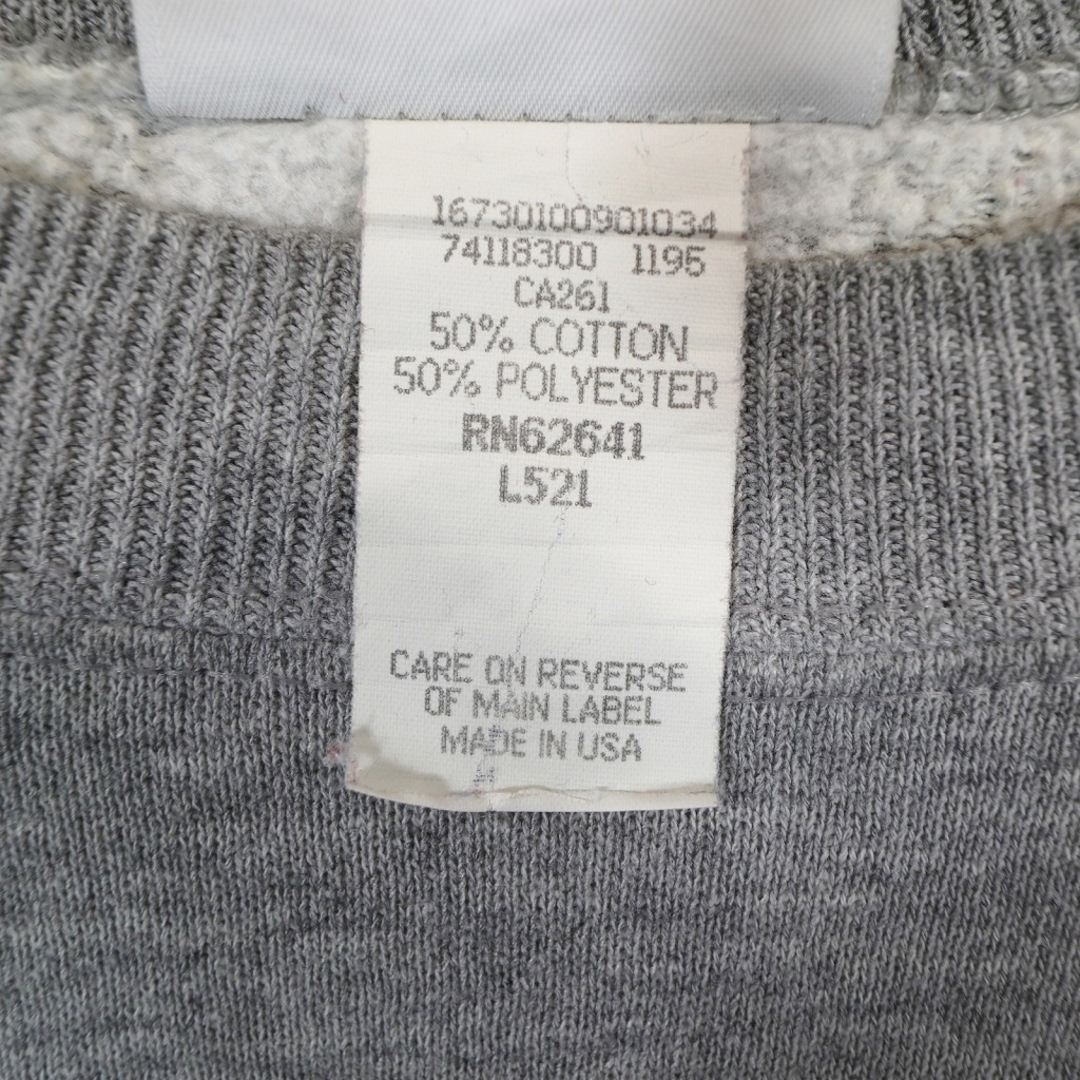 16730100901034
74118300 1195
CA261
50% COTTON
50% POLYESTER
RN62641
L521
CARE ON REVERSE
OF MAIN LABEL
MADE IN USA